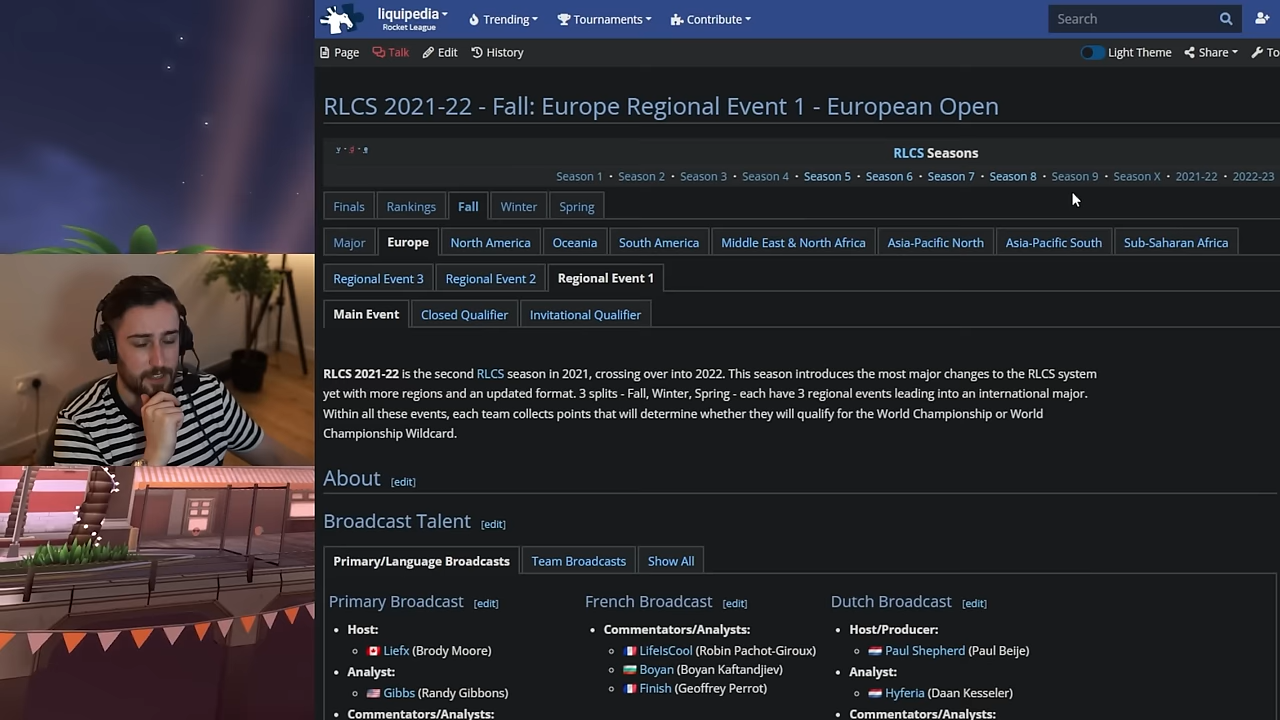 liquipedia
Rocket League
Trending
Tournaments
Contribute
Search
Page
Talk
Edit
History
Light Theme
Share
To
RLCS 2021-22 - Fall: Europe Regional Event 1 - European Open
RLCS Seasons
Season 1 • Season 2 • Season 3 • Season 4 • Season 5 • Season 6 • Season 7 • Season 8 • Season 9 • Season X • 2021-22 • 2022-23
Finals Rankings Fall Winter Spring
Major Europe North America Oceania South America Middle East & North Africa Asia-Pacific North Asia-Pacific South Sub-Saharan Africa
Regional Event 3 Regional Event 2 Regional Event 1
Main Event Closed Qualifier Invitational Qualifier
RLCS 2021-22 is the second RLCS season in 2021, crossing over into 2022. This season introduces the most major changes to the RLCS system
yet with more regions and an updated format. 3 splits - Fall, Winter, Spring - each have 3 regional events leading into an international major.
Within all these events, each team collects points that will determine whether they will qualify for the World Championship or World
Championship Wildcard.
About [edit]
Broadcast Talent [edit]
Primary/Language Broadcasts Team Broadcasts Show All
Primary Broadcast [edit]
Host:
Liefx (Brody Moore)
Analyst:
Gibbs (Randy Gibbons)
Commentators/Analysts:
French Broadcast [edit]
Commentators/Analysts:
LifeIsCool (Robin Pachot-Giroux)
Boyan (Boyan Kaftandjiev)
Finish (Geoffrey Perrot)
Dutch Broadcast [edit]
Host/Producer:
Paul Shepherd (Paul Beije)
Analyst:
Hyferia (Daan Kesseler)
Commentators/Analysts: